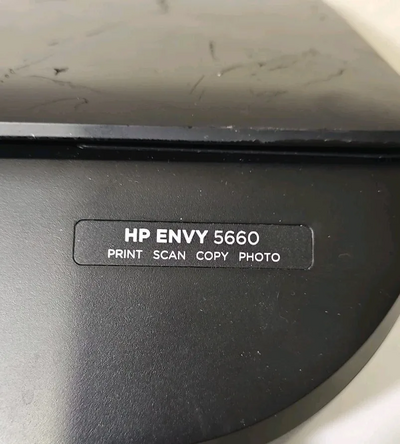 HP ENVY 5660
PRINT SCAN COPY PHOTO